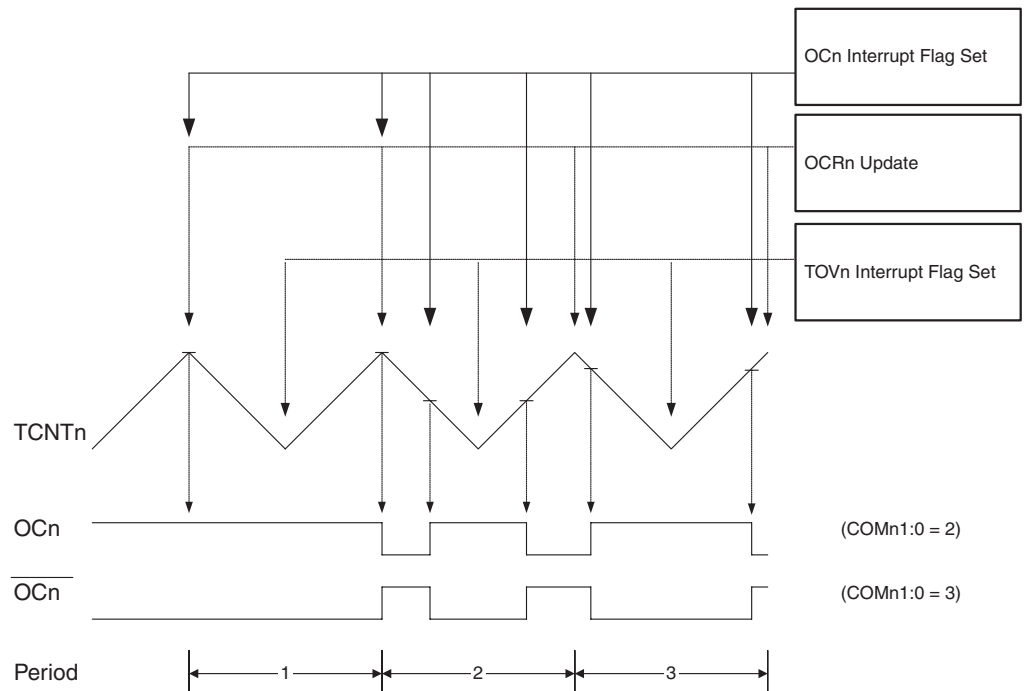 OCn Interrupt Flag Set
OCRn Update
TOVn Interrupt Flag Set
TCNTn
OCn
(COMn1:0 = 2)
OCn
(COMn1:0 = 3)
Period
1
2
3